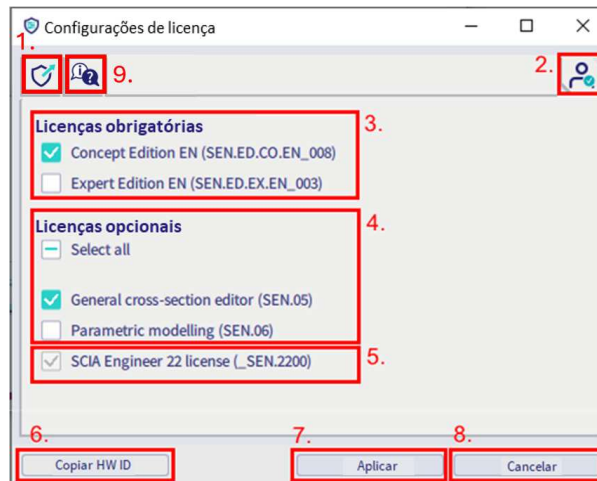 Configurações de licença
1.
9.
2.
Licenças obrigatórias
3.
Concept Edition EN (SEN.ED.CO.EN_008)
Expert Edition EN (SEN.ED.EX.EN_003)
Licenças opcionais
4.
Select all
General cross-section editor (SEN.05)
Parametric modelling (SEN.06)
SCIA Engineer 22 license (_SEN.2200)
5.
6.
7.
8.
Copiar HW ID
Aplicar
Cancelar